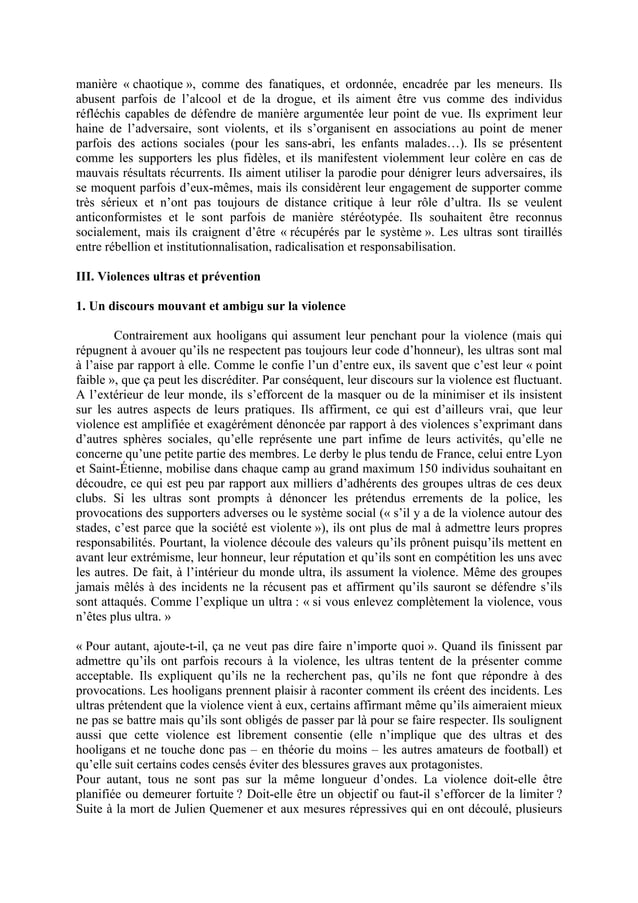 manière « chaotique », comme des fanatiques, et ordonnée, encadrée par les meneurs. Ils
abusent parfois de l’alcool et de la drogue, et ils aiment être vus comme des individus
réfléchis capables de défendre de manière argumentée leur point de vue. Ils expriment leur
haine de l’adversaire, sont violents, et ils s’organisent en associations au point de mener
parfois des actions sociales (pour les sans-abri, les enfants malades…). Ils se présentent
comme les supporters les plus fidèles, et ils manifestent violemment leur colère en cas de
mauvais résultats récurrents. Ils aiment utiliser la parodie pour dénigrer leurs adversaires, ils
se moquent parfois d’eux-mêmes, mais ils considèrent leur engagement de supporter comme
très sérieux et n’ont pas toujours de distance critique à leur rôle d’ultra. Ils se veulent
anticonformistes et le sont parfois de manière stéréotypée. Ils souhaitent être reconnus
socialement, mais ils craignent d’être « récupérés par le système ». Les ultras sont tiraillés
entre rébellion et institutionnalisation, radicalisation et responsabilisation.
III. Violences ultras et prévention
1. Un discours mouvant et ambigu sur la violence
Contrairement aux hooligans qui assument leur penchant pour la violence (mais qui
répugnent à avouer qu’ils ne respectent pas toujours leur code d’honneur), les ultras sont mal
à l’aise par rapport à elle. Comme le confie l’un d’entre eux, ils savent que c’est leur « point
faible », que ça peut les discréditer. Par conséquent, leur discours sur la violence est fluctuant.
A l’extérieur de leur monde, ils s’efforcent de la masquer ou de la minimiser et ils insistent
sur les autres aspects de leurs pratiques. Ils affirment, ce qui est d’ailleurs vrai, que leur
violence est amplifiée et exagérément dénoncée par rapport à des violences s’exprimant dans
d’autres sphères sociales, qu’elle représente une part infime de leurs activités, qu’elle ne
concerne qu’une petite partie des membres. Le derby le plus tendu de France, celui entre Lyon
et Saint-Étienne, mobilise dans chaque camp au grand maximum 150 individus souhaitant en
découdre, ce qui est peu par rapport aux milliers d’adhérents des groupes ultras de ces deux
clubs. Si les ultras sont prompts à dénoncer les prétendus errements de la police, les
provocations des supporters adverses ou le système social (« s’il y a de la violence autour des
stades, c’est parce que la société est violente »), ils ont plus de mal à admettre leurs propres
responsabilités. Pourtant, la violence découle des valeurs qu’ils prônent puisqu’ils mettent en
avant leur extrémisme, leur honneur, leur réputation et qu’ils sont en compétition les uns avec
les autres. De fait, à l’intérieur du monde ultra, ils assument la violence. Même des groupes
jamais mêlés à des incidents ne la récusent pas et affirment qu’ils sauront se défendre s’ils
sont attaqués. Comme l’explique un ultra : « si vous enlevez complètement la violence, vous
n’êtes plus ultra. »
« Pour autant, ajoute-t-il, ça ne veut pas dire faire n’importe quoi ». Quand ils finissent par
admettre qu’ils ont parfois recours à la violence, les ultras tentent de la présenter comme
acceptable. Ils expliquent qu’ils ne la recherchent pas, qu’ils ne font que répondre à des
provocations. Les hooligans prennent plaisir à raconter comment ils créent des incidents. Les
ultras prétendent que la violence vient à eux, certains affirmant même qu’ils aimeraient mieux
ne pas se battre mais qu’ils sont obligés de passer par là pour se faire respecter. Ils soulignent
aussi que cette violence est librement consentie (elle n’implique que des ultras et des
hooligans et ne touche donc pas – en théorie du moins – les autres amateurs de football) et
qu’elle suit certains codes censés éviter des blessures graves aux protagonistes.
Pour autant, tous ne sont pas sur la même longueur d’ondes. La violence doit-elle être
planifiée ou demeurer fortuite ? Doit-elle être un objectif ou faut-il s’efforcer de la limiter ?
Suite à la mort de Julien Quemener et aux mesures répressives qui en ont découlé, plusieurs